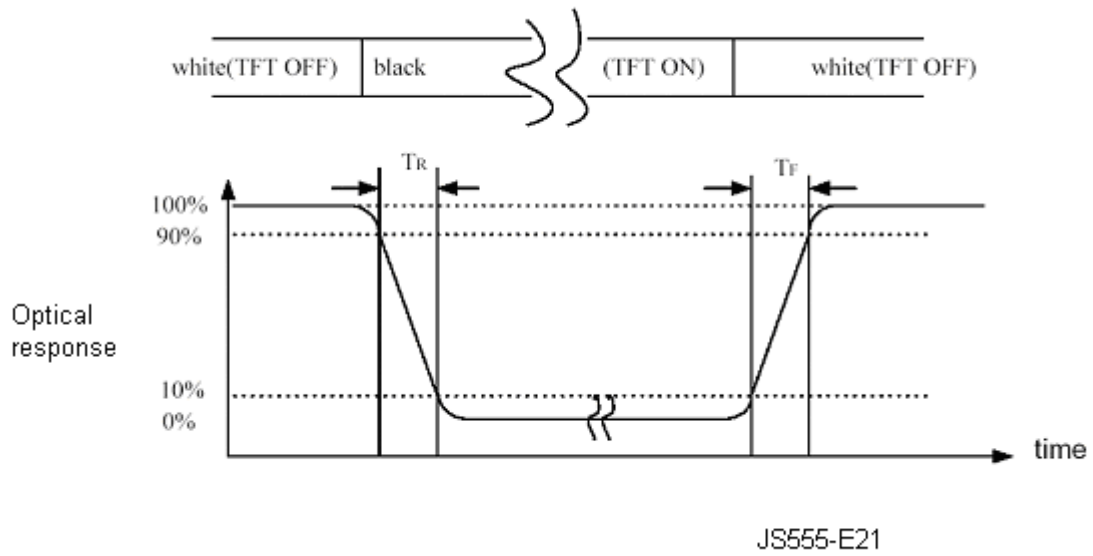 white(TFT OFF) black (TFT ON) white(TFT OFF)
TR TF
100%
90%
Optical
response
10%
0%
time
JS555-E21